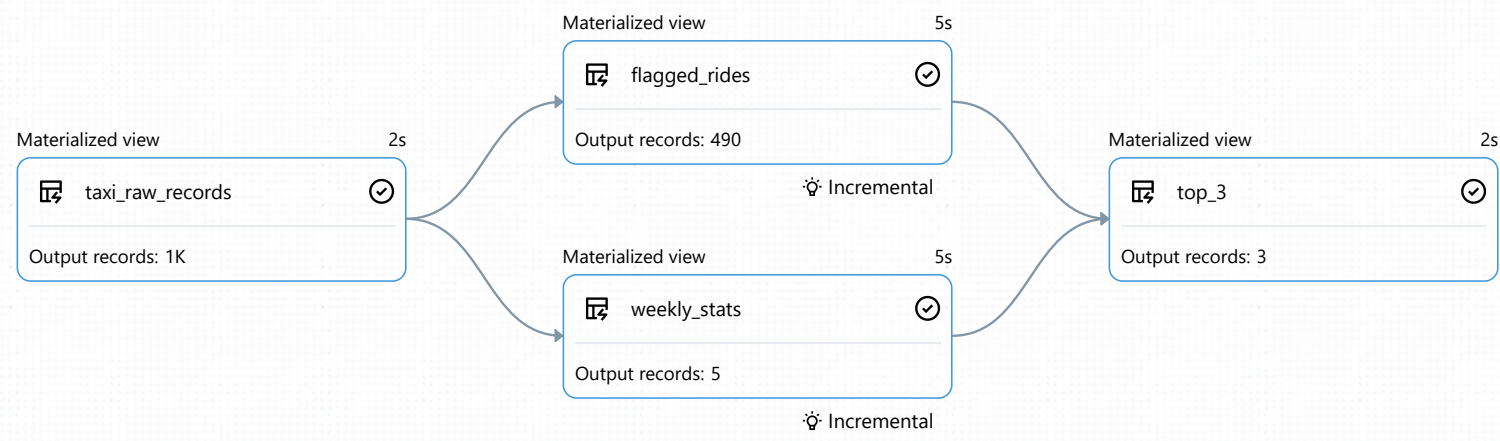 Materialized view 2s
taxi_raw_records
Output records: 1K
Materialized view 5s
flagged_rides
Output records: 490
Incremental
Materialized view 5s
weekly_stats
Output records: 5
Incremental
Materialized view 2s
top_3
Output records: 3